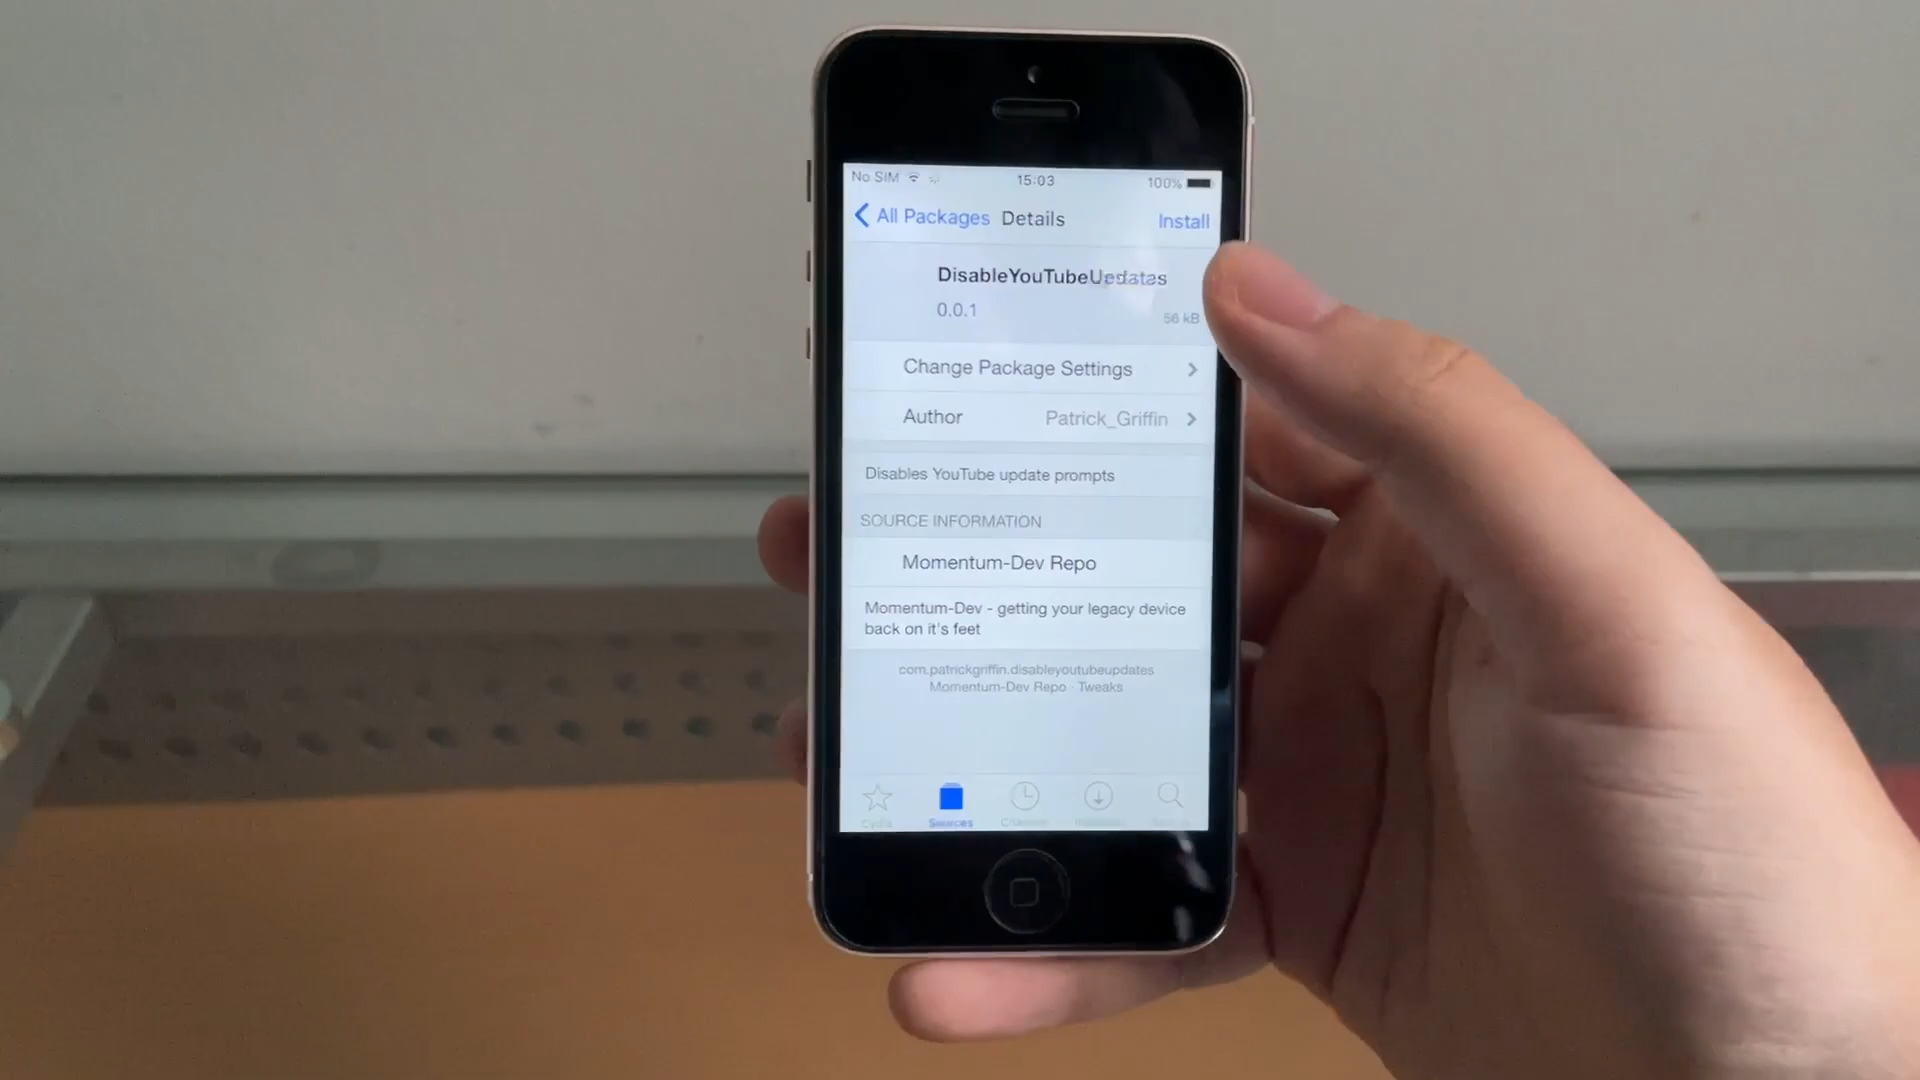 No SIM 15:03 100%
All Packages Details Install
DisableYouTubeUpdates
0.0.1 56 kB
Change Package Settings
Author Patrick_Griffin
Disables YouTube update prompts
SOURCE INFORMATION
Momentum-Dev Repo
Momentum-Dev - getting your legacy device
back on it's feet
com.patrickgriffin.disableyoutubeupdates
Momentum-Dev Repo · Tweaks
Cydia Sources